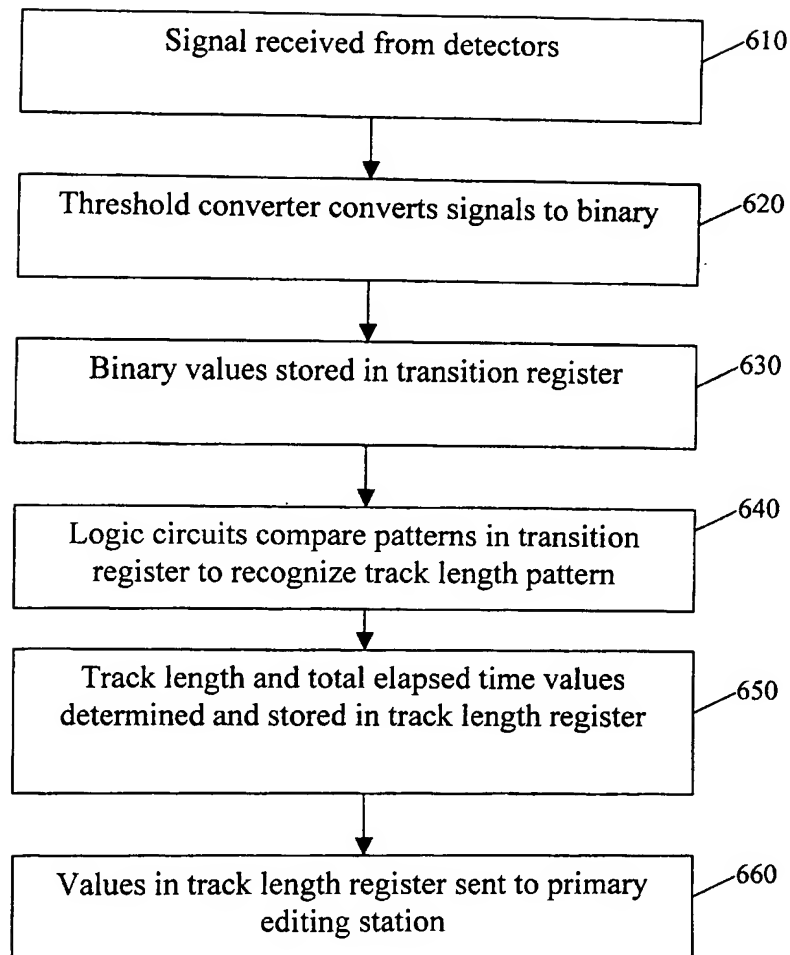 Signal received from detectors
610
Threshold converter converts signals to binary
620
Binary values stored in transition register
630
Logic circuits compare patterns in transition
register to recognize track length pattern
640
Track length and total elapsed time values
determined and stored in track length register
650
Values in track length register sent to primary
editing station
660